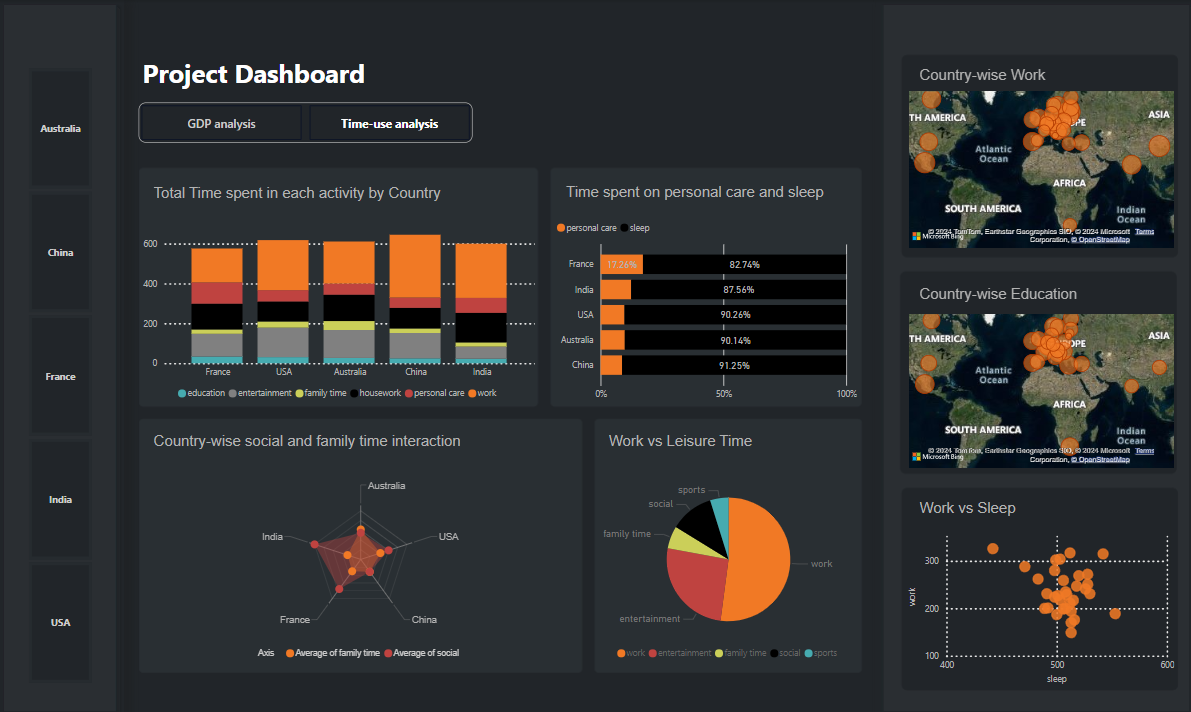 Project Dashboard
GDP analysis
Time-use analysis
Australia
China
France
India
USA
Total Time spent in each activity by Country
600
400
200
0
France
USA
Australia
China
India
education
entertainment
family time
housework
personal care
work
Time spent on personal care and sleep
personal care
sleep
France
17.26%
82.74%
India
87.56%
USA
90.26%
Australia
90.14%
China
91.25%
0%
50%
100%
Country-wise social and family time interaction
Australia
India
USA
France
China
Axis
Average of family time
Average of social
Work vs Leisure Time
sports
social
family time
work
entertainment
work
entertainment
family time
social
sports
Country-wise Work
TH AMERICA
OPE
ASIA
Atlantic
Ocean
AFRICA
SOUTH AMERICA
Indian
Ocean
Microsoft Bing
© 2024 TomTom, Earthstar Geographics SIO, © 2024 Microsoft
Corporation, © OpenStreetMap
Terms
Country-wise Education
TH AMERICA
OPE
ASIA
Atlantic
Ocean
AFRICA
SOUTH AMERICA
Indian
Ocean
Microsoft Bing
© 2024 TomTom, Earthstar Geographics SIO, © 2024 Microsoft
Corporation, © OpenStreetMap
Terms
Work vs Sleep
300
200
100
work
400
500
600
sleep